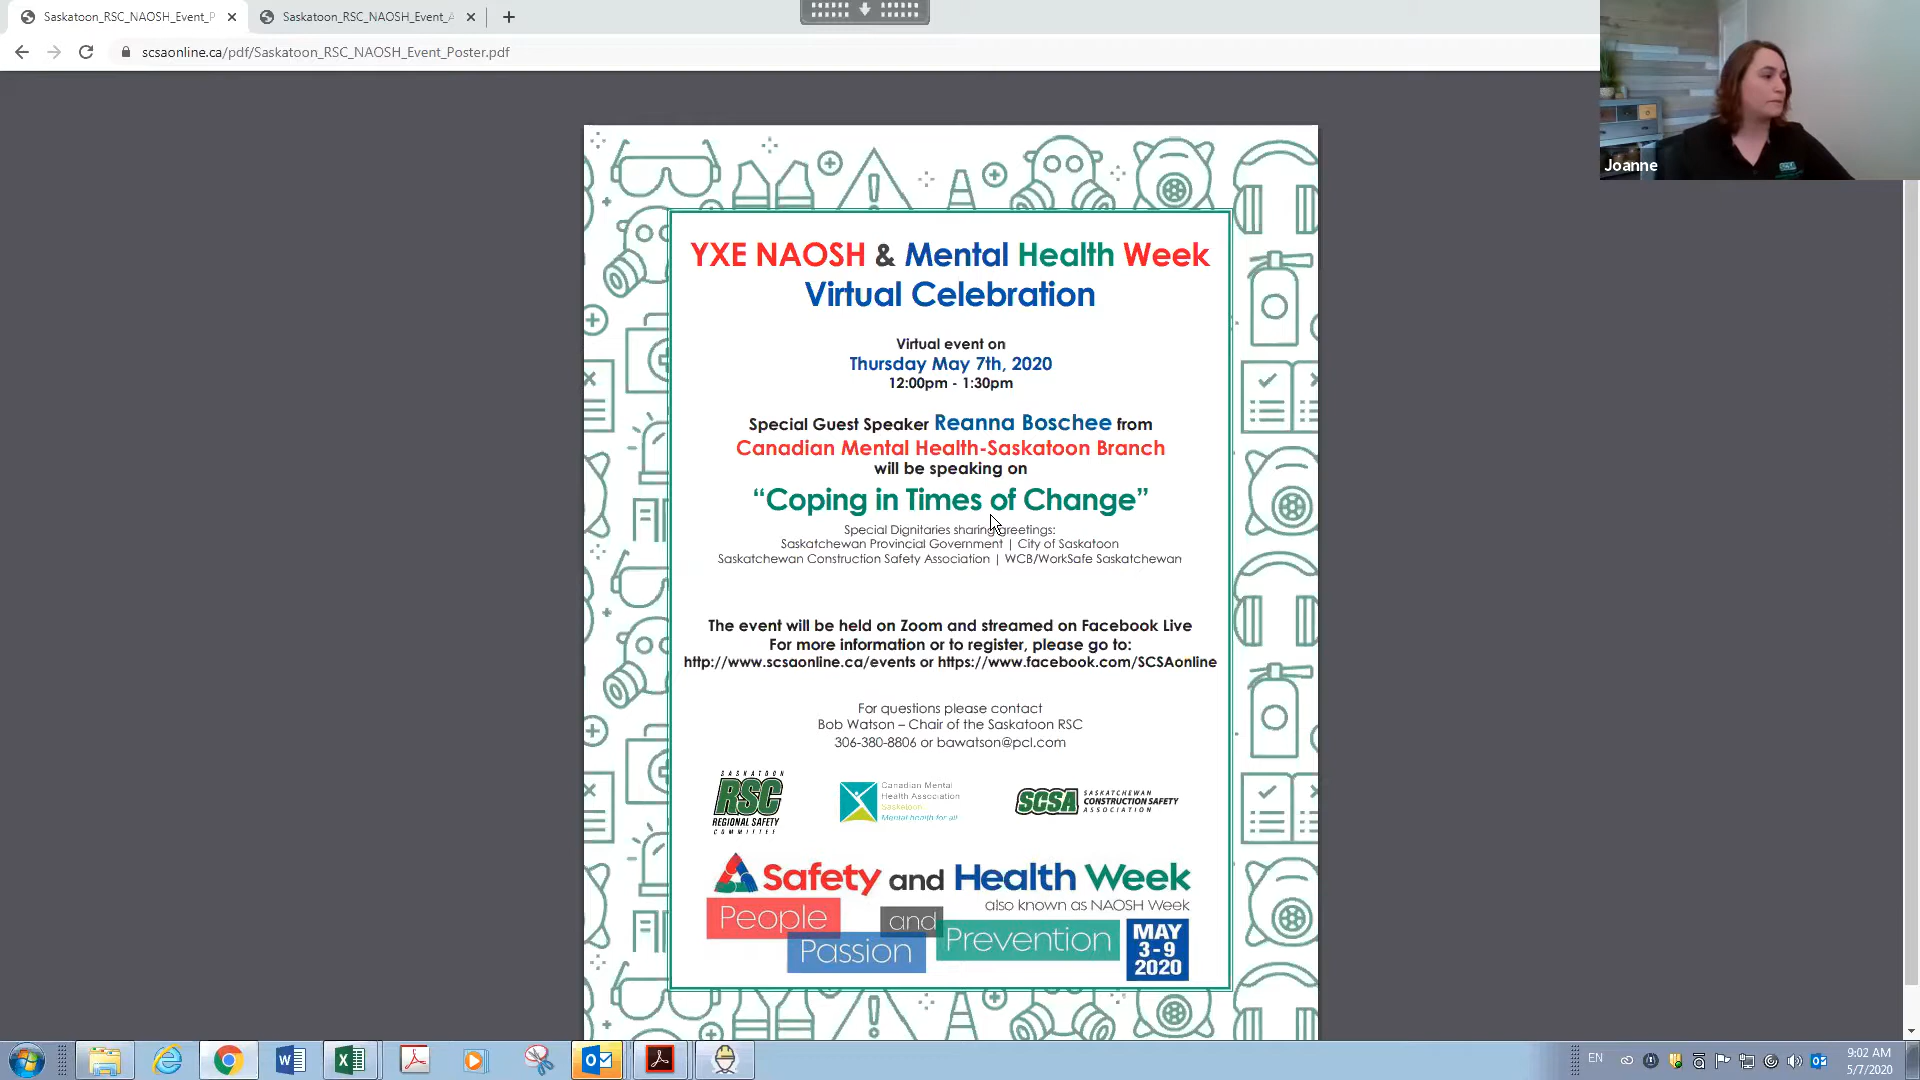 Saskatoon_RSC_NAOSH_Event_P
Saskatoon_RSC_NAOSH_Event_A
scsaonline.ca/pdf/Saskatoon_RSC_NAOSH_Event_Poster.pdf
Joanne
YXE NAOSH & Mental Health Week
Virtual Celebration
Virtual event on
Thursday May 7th, 2020
12:00pm - 1:30pm
Special Guest Speaker Reanna Boschee from
Canadian Mental Health-Saskatoon Branch
will be speaking on
“Coping in Times of Change”
Special Dignitaries sharing greetings:
Saskatchewan Provincial Government | City of Saskatoon
Saskatchewan Construction Safety Association | WCB/WorkSafe Saskatchewan
The event will be held on Zoom and streamed on Facebook Live
For more information or to register, please go to:
http://www.scsaonline.ca/events or https://www.facebook.com/SCSAonline
For questions please contact
Bob Watson – Chair of the Saskatoon RSC
306-380-8806 or bawatson@pcl.com
SASKATOON
RSC
REGIONAL SAFETY
COMMITTEE
Canadian Mental
Health Association
Saskatoon
Mental health for all
SCSA SASKATCHEWAN
CONSTRUCTION SAFETY
ASSOCIATION
Safety and Health Week
also known as NAOSH Week
People and
Passion Prevention
MAY
3-9
2020
EN
9:02 AM
5/7/2020